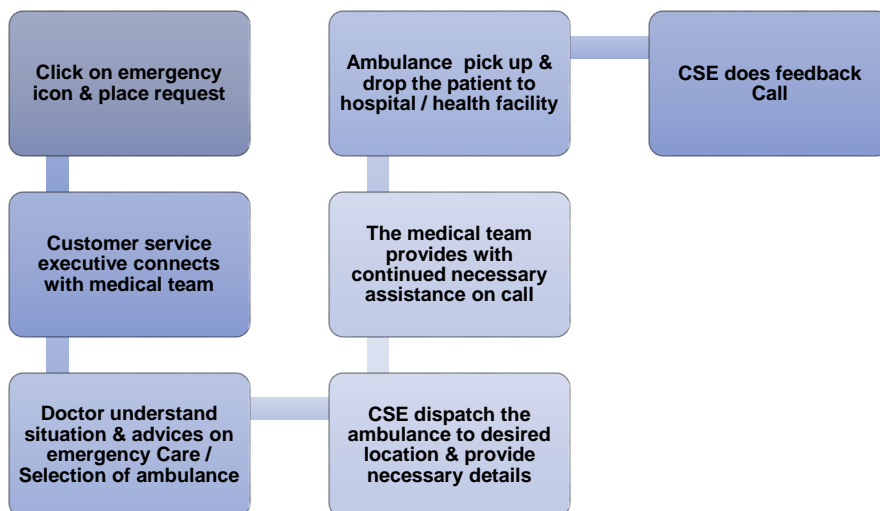 Click on emergency
icon & place request
Customer service
executive connects
with medical team
Doctor understand
situation & advices on
emergency Care /
Selection of ambulance
CSE dispatch the
ambulance to desired
location & provide
necessary details
The medical team
provides with
continued necessary
assistance on call
Ambulance pick up &
drop the patient to
hospital / health facility
CSE does feedback
Call